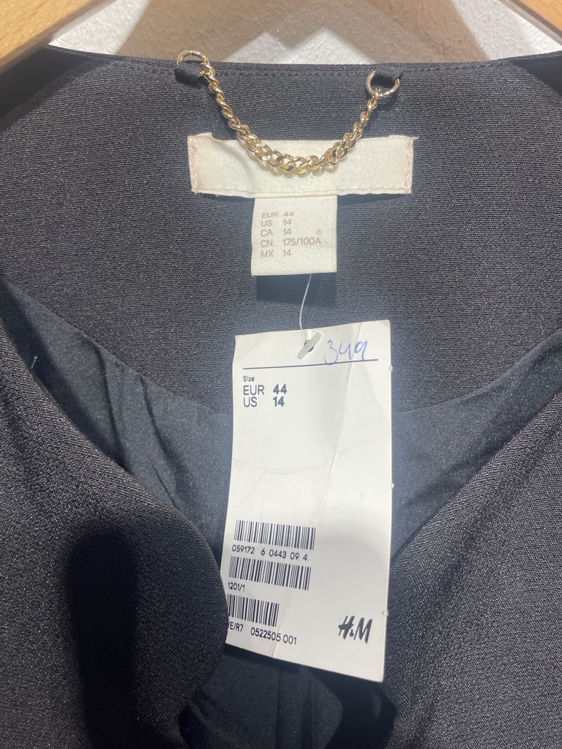 EUR 44
US 14
CA 14
CN 175/100A
MX 14
349
Size
EUR 44
US 14
059172 6 0443 09 4
1201/1
/E/R7 0522505 001
H&M